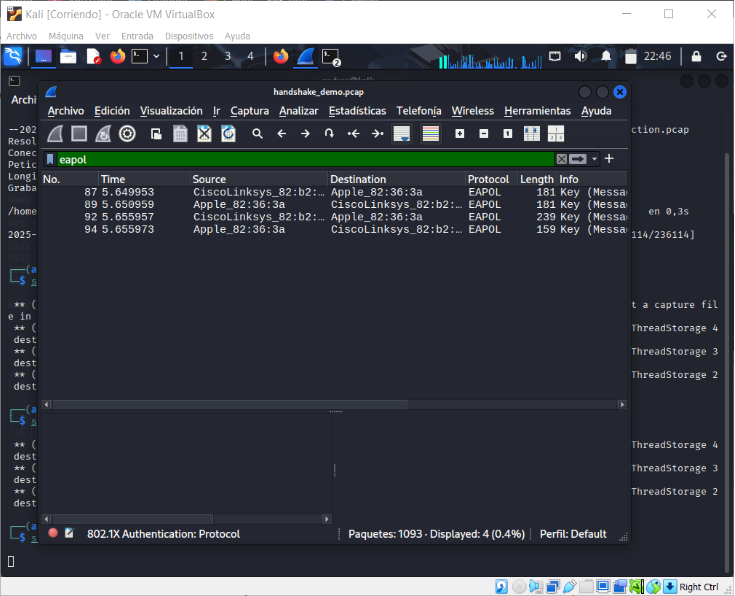 Kali [Corriendo] - Oracle VM VirtualBox
Archivo Máquina Ver Entrada Dispositivos Ayuda
1 2 3 4 2 22:46
handshake_demo.pcap
Archi
Archivo Edición Visualización Ir Captura Analizar Estadísticas Telefonía Wireless Herramientas Ayuda
--202
ction.pcap
Resol
Conec
Petic
Longi
Graba
eapol
No. Time Source Destination Protocol Length Info
87 5.649953 CiscoLinksys_82:b2:… Apple_82:36:3a EAPOL 181 Key (Messa
89 5.650959 Apple_82:36:3a CiscoLinksys_82:b2:… EAPOL 181 Key (Messa
92 5.655957 CiscoLinksys_82:b2:… Apple_82:36:3a EAPOL 239 Key (Messa
94 5.655973 Apple_82:36:3a CiscoLinksys_82:b2:… EAPOL 159 Key (Messa
/home
en 0,3s
2025-
114/236114]
┌──(a
└─$ s
** (
t a capture fil
e in
** (
ThreadStorage 4
dest
** (
ThreadStorage 3
dest
** (
ThreadStorage 2
dest
┌──(a
└─$ s
** (
ThreadStorage 4
dest
** (
ThreadStorage 3
dest
** (
ThreadStorage 2
dest
┌──(a
└─$ s
802.1X Authentication: Protocol Paquetes: 1093 · Displayed: 4 (0.4%) Perfil: Default
Right Ctrl